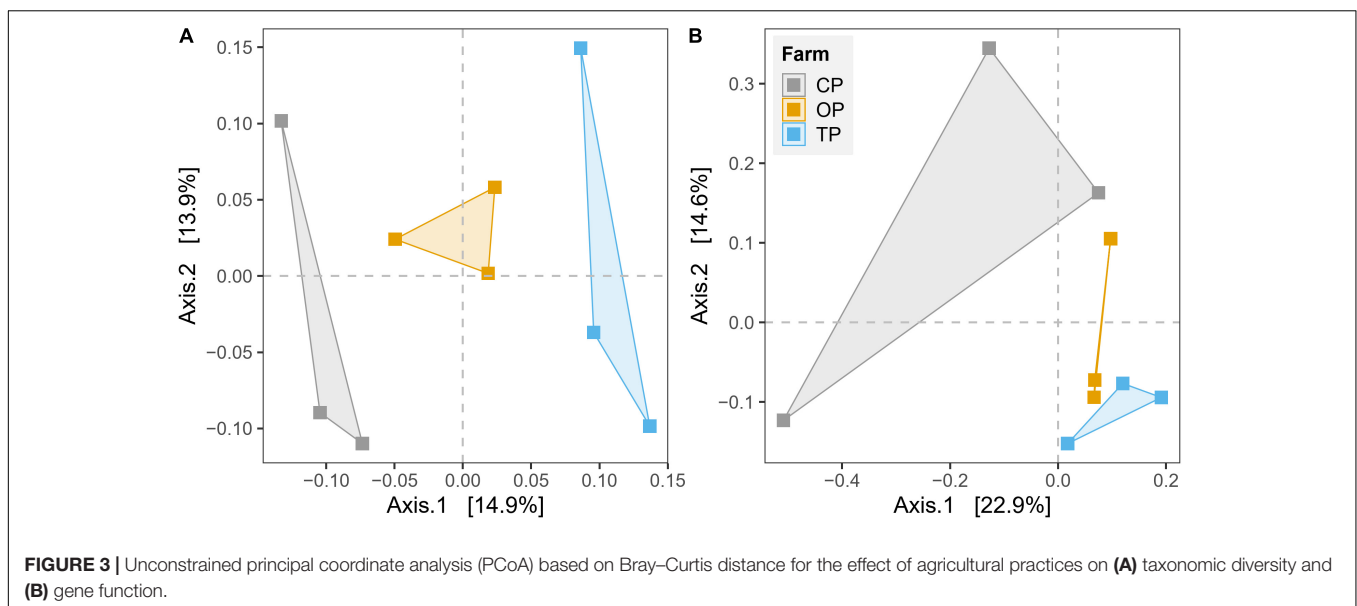 A
0.15
0.10
0.05
0.00
−0.05
−0.10
Axis.2 [13.9%]
−0.10 −0.05 0.00 0.05 0.10 0.15
Axis.1 [14.9%]
B
Farm
CP
OP
TP
0.3
0.2
0.1
0.0
−0.1
Axis.2 [14.6%]
−0.4 −0.2 0.0 0.2
Axis.1 [22.9%]
FIGURE 3 | Unconstrained principal coordinate analysis (PCoA) based on Bray–Curtis distance for the effect of agricultural practices on (A) taxonomic diversity and
(B) gene function.